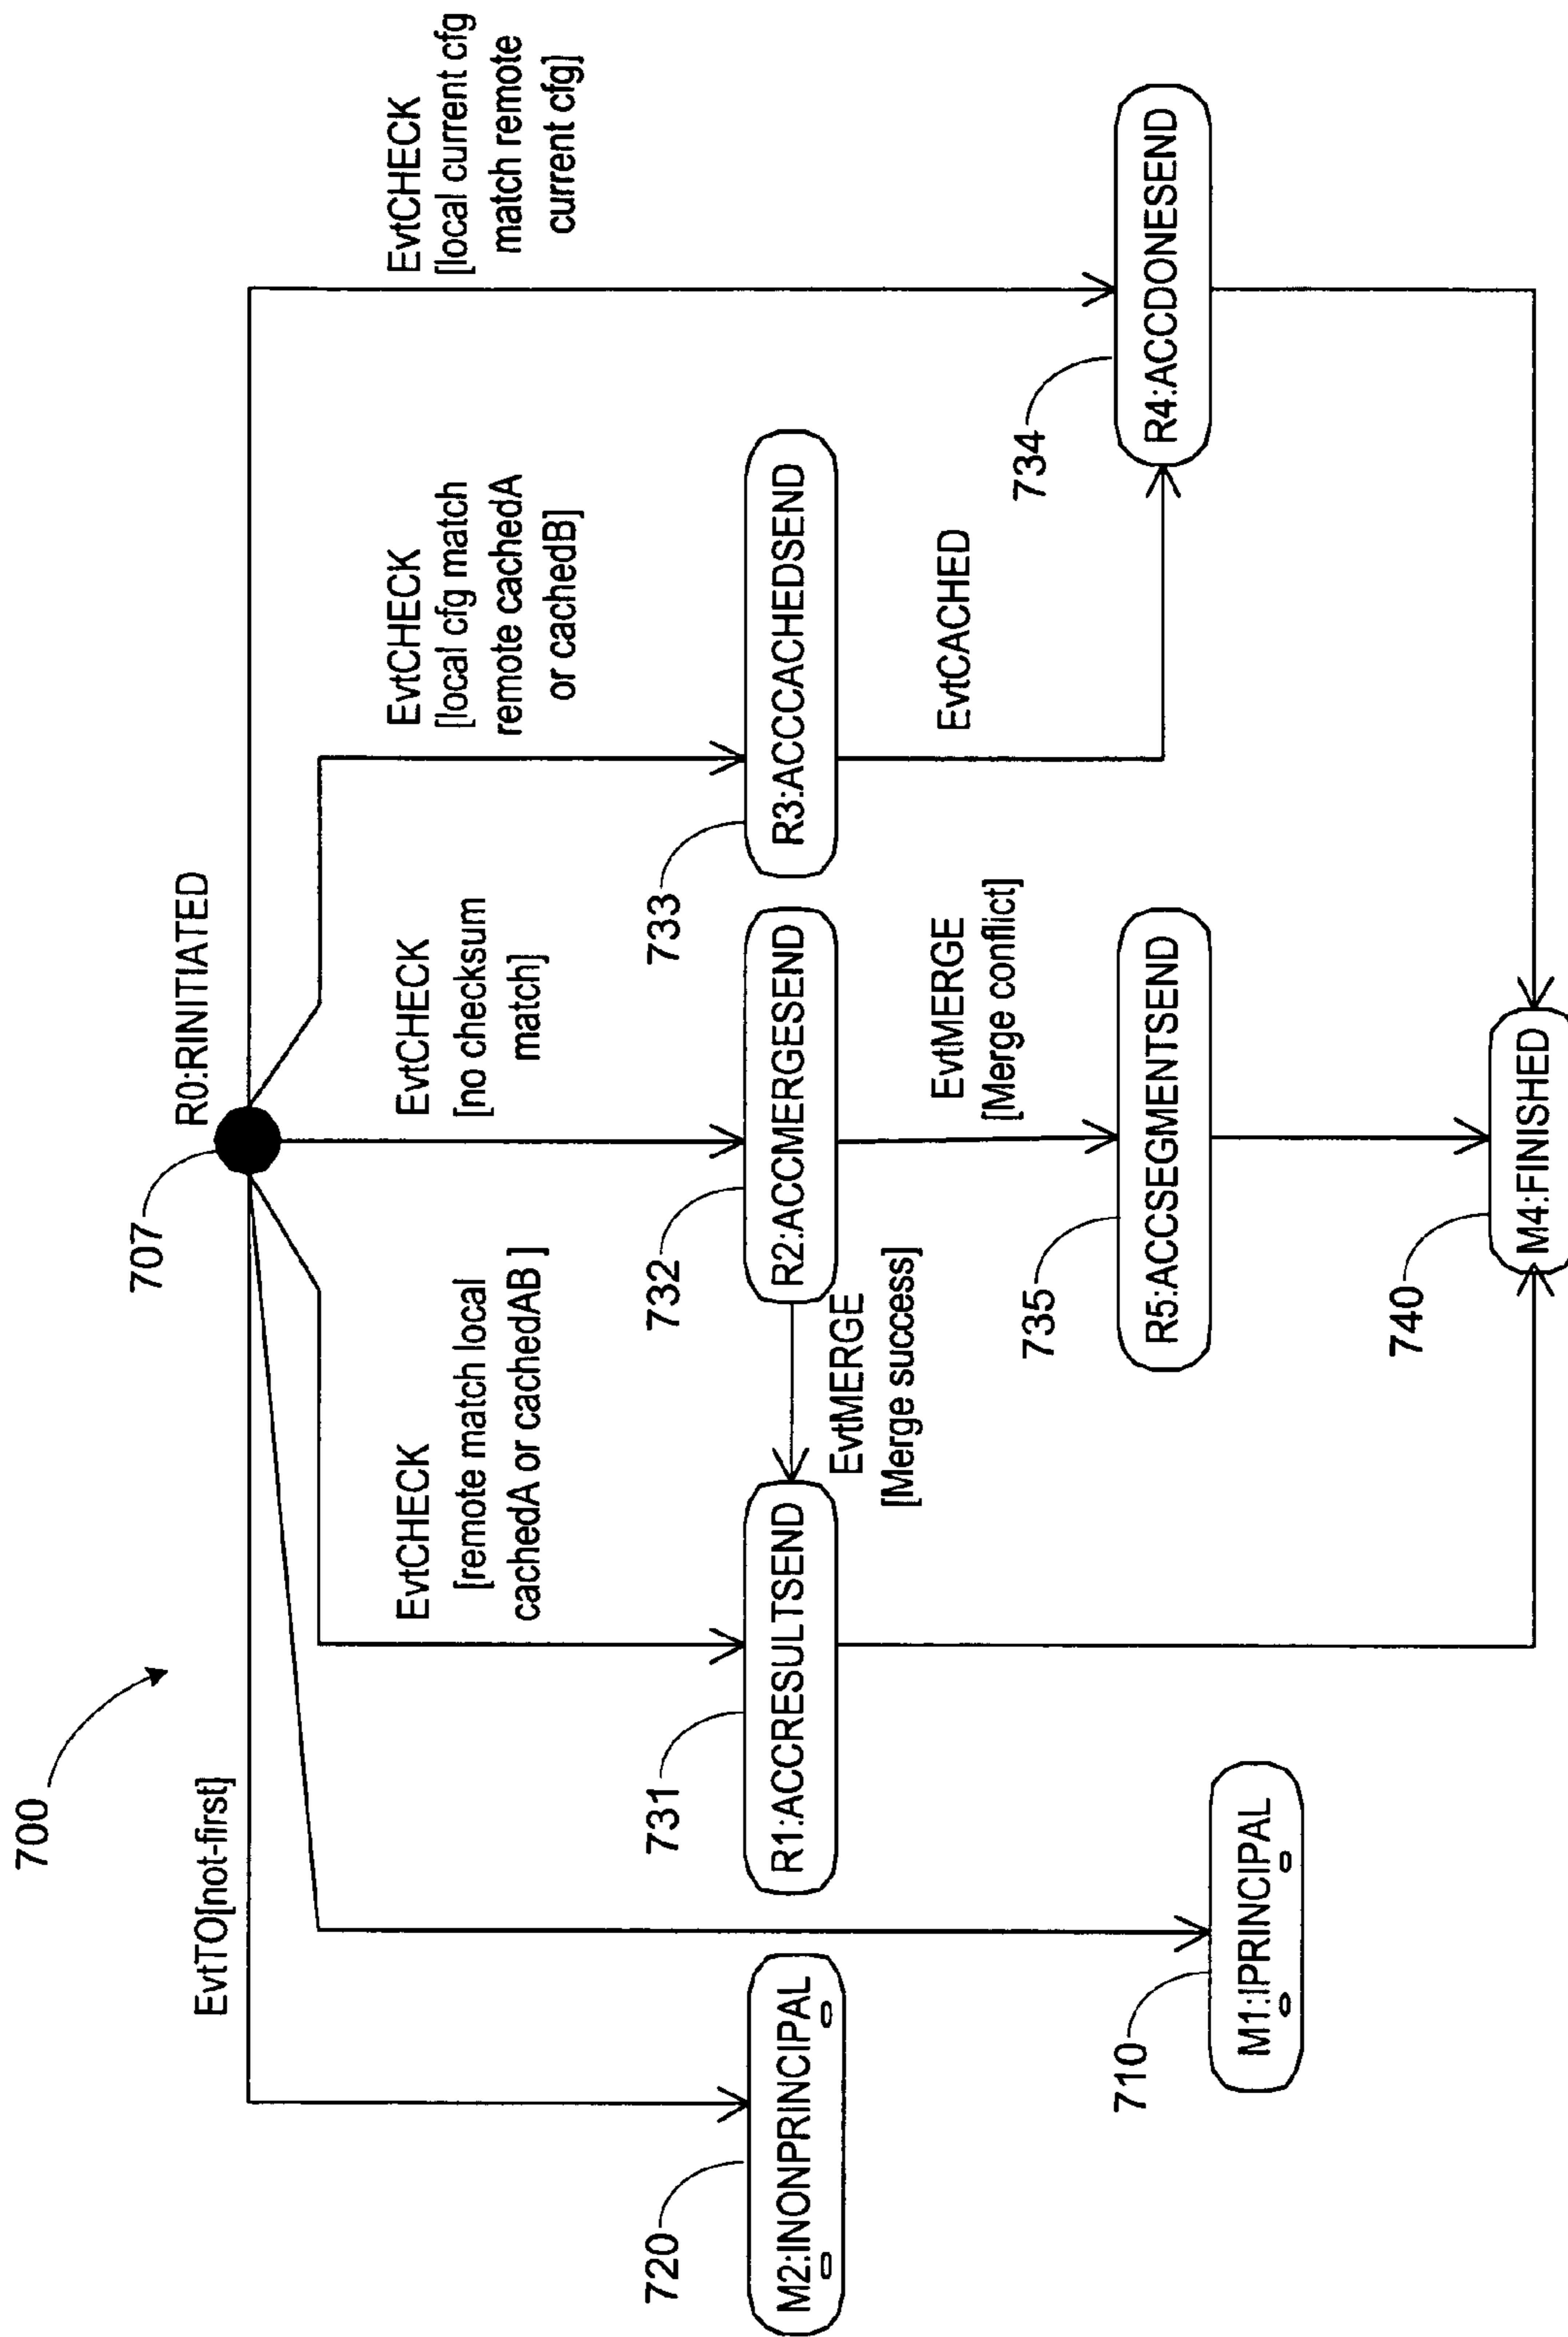 700
707
R0:RINITIATED
EvtTO[not-first]
EvtCHECK
[remote match local
cachedA or cachedAB ]
EvtCHECK
[no checksum
match]
EvtCHECK
[local cfg match
remote cachedA
or cachedB]
EvtCHECK
[local current cfg
match remote
current cfg]
720
M2:INONPRINCIPAL
731
R1:ACCRESULTSEND
732
R2:ACCMERGESEND
733
R3:ACCCACHEDSEND
EvtMERGE
[Merge success]
EvtMERGE
[Merge conflict]
EvtCACHED
710
M1:IPRINCIPAL
735
R5:ACCSEGMENTSEND
734
R4:ACCDONESEND
740
M4:FINISHED